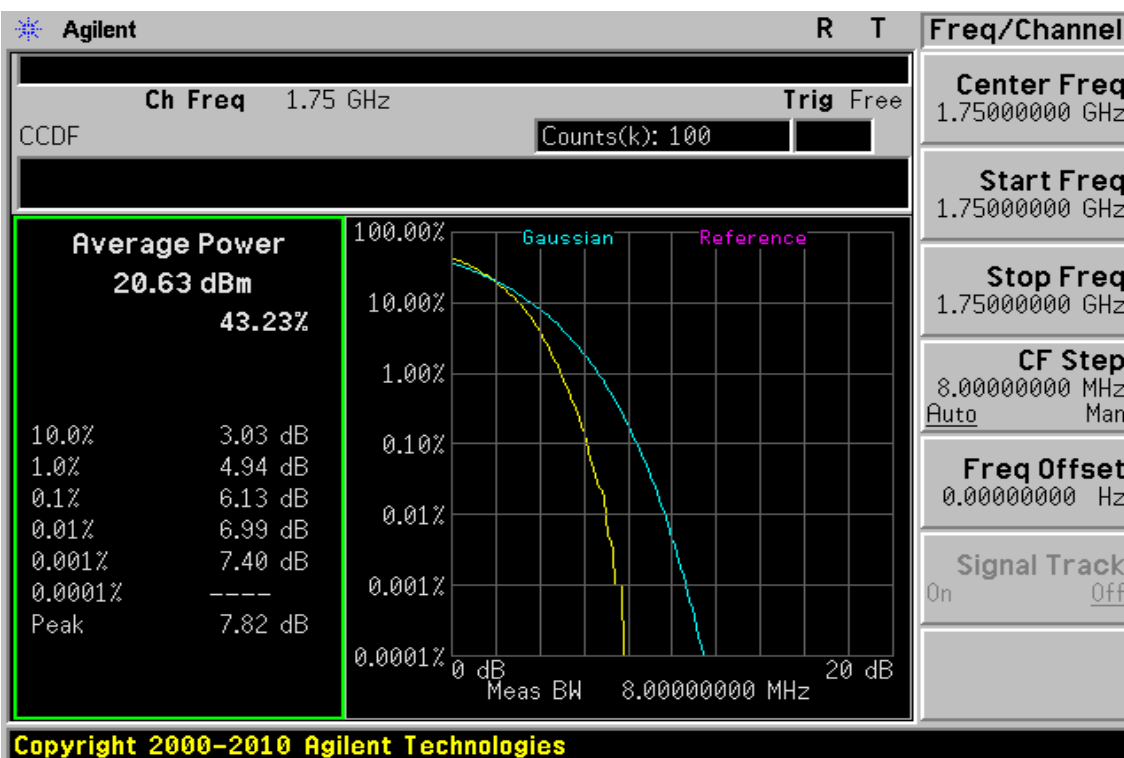 Agilent R T
Freq/Channel
Ch Freq 1.75 GHz Trig Free
CCDF Counts(k): 100
Average Power
20.63 dBm
43.23%
10.0% 3.03 dB
1.0% 4.94 dB
0.1% 6.13 dB
0.01% 6.99 dB
0.001% 7.40 dB
0.0001% ----
Peak 7.82 dB
Gaussian Reference
100.00%
10.00%
1.00%
0.10%
0.01%
0.001%
0.0001%
0 dB 20 dB
Meas BW 8.00000000 MHz
Center Freq
1.75000000 GHz
Start Freq
1.75000000 GHz
Stop Freq
1.75000000 GHz
CF Step
8.00000000 MHz
Auto Man
Freq Offset
0.00000000 Hz
Signal Track
On Off
Copyright 2000-2010 Agilent Technologies